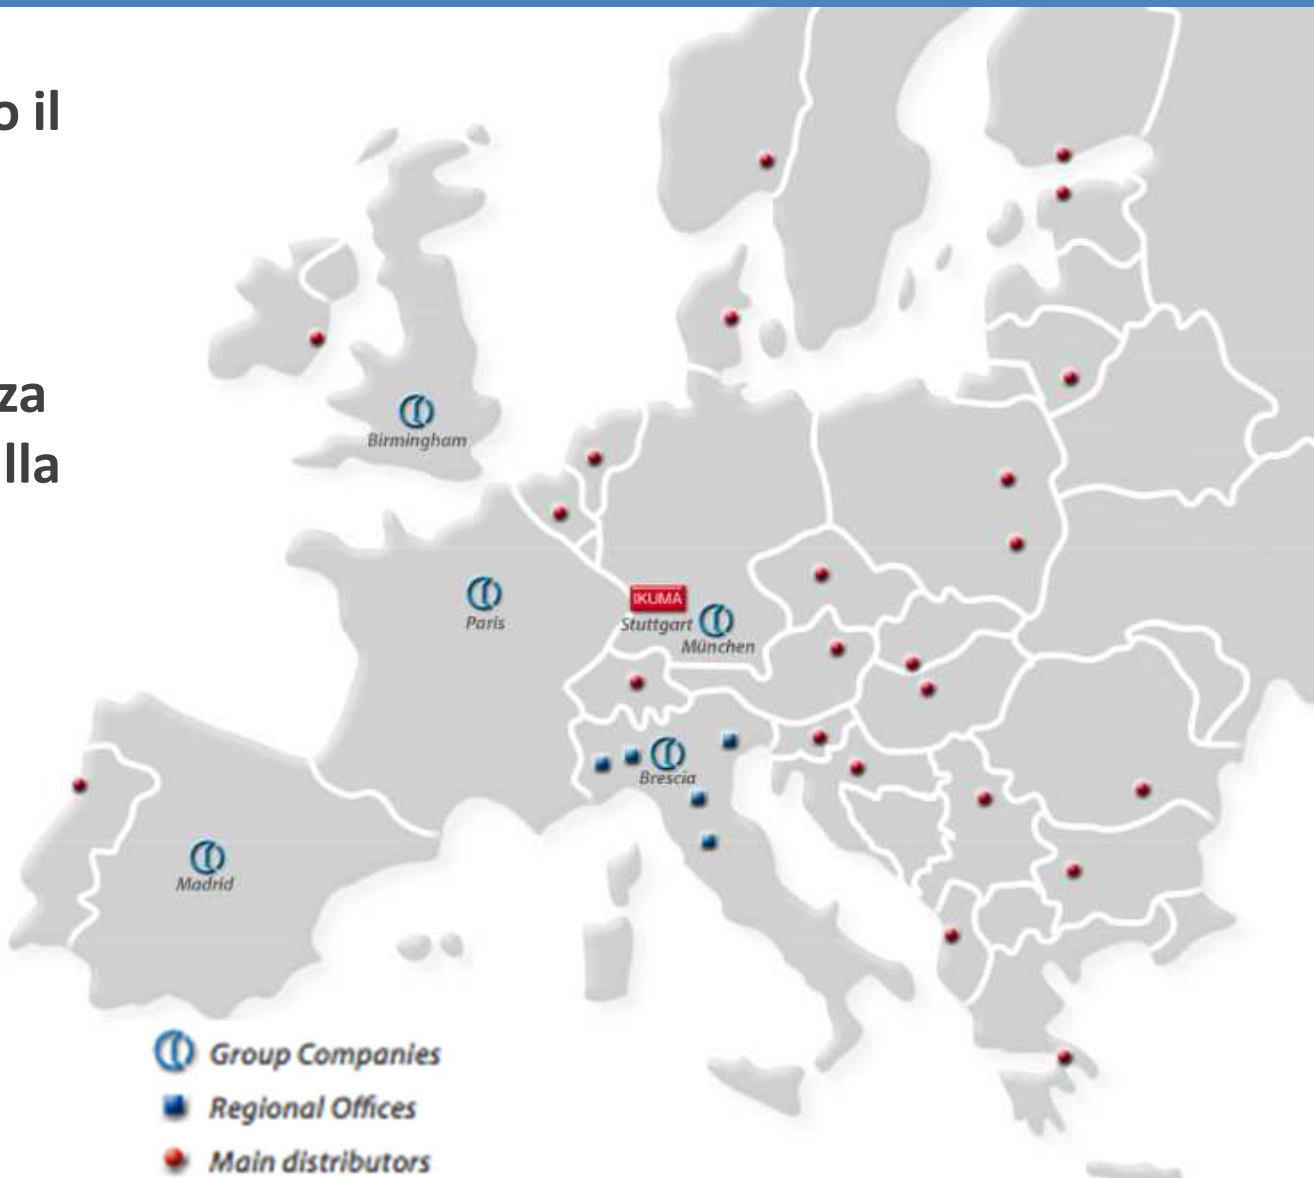 o il
za
lla
Birmingham
Paris
IKUMA
Stuttgart
München
Brescia
Madrid
Group Companies
Regional Offices
Main distributors